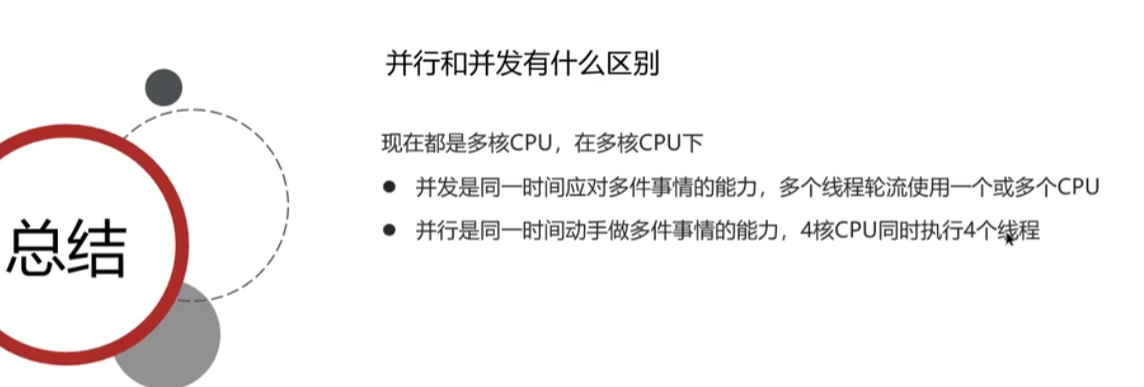 并行和并发有什么区别
现在都是多核CPU，在多核CPU下
并发是同一时间应对多件事情的能力，多个线程轮流使用一个或多个CPU
并行是同一时间动手做多件事情的能力，4核CPU同时执行4个线程
总结